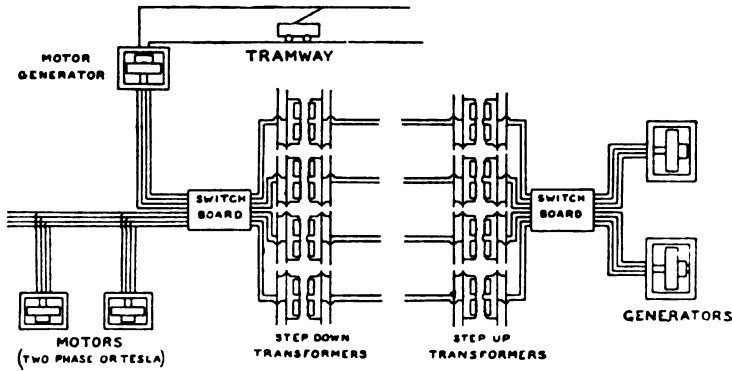 MOTOR
GENERATOR
TRAMWAY
SWITCH
BOARD
SWITCH
BOARD
MOTORS
(TWO PHASE OR TESLA)
STEP DOWN
TRANSFORMERS
STEP UP
TRANSFORMERS
GENERATORS